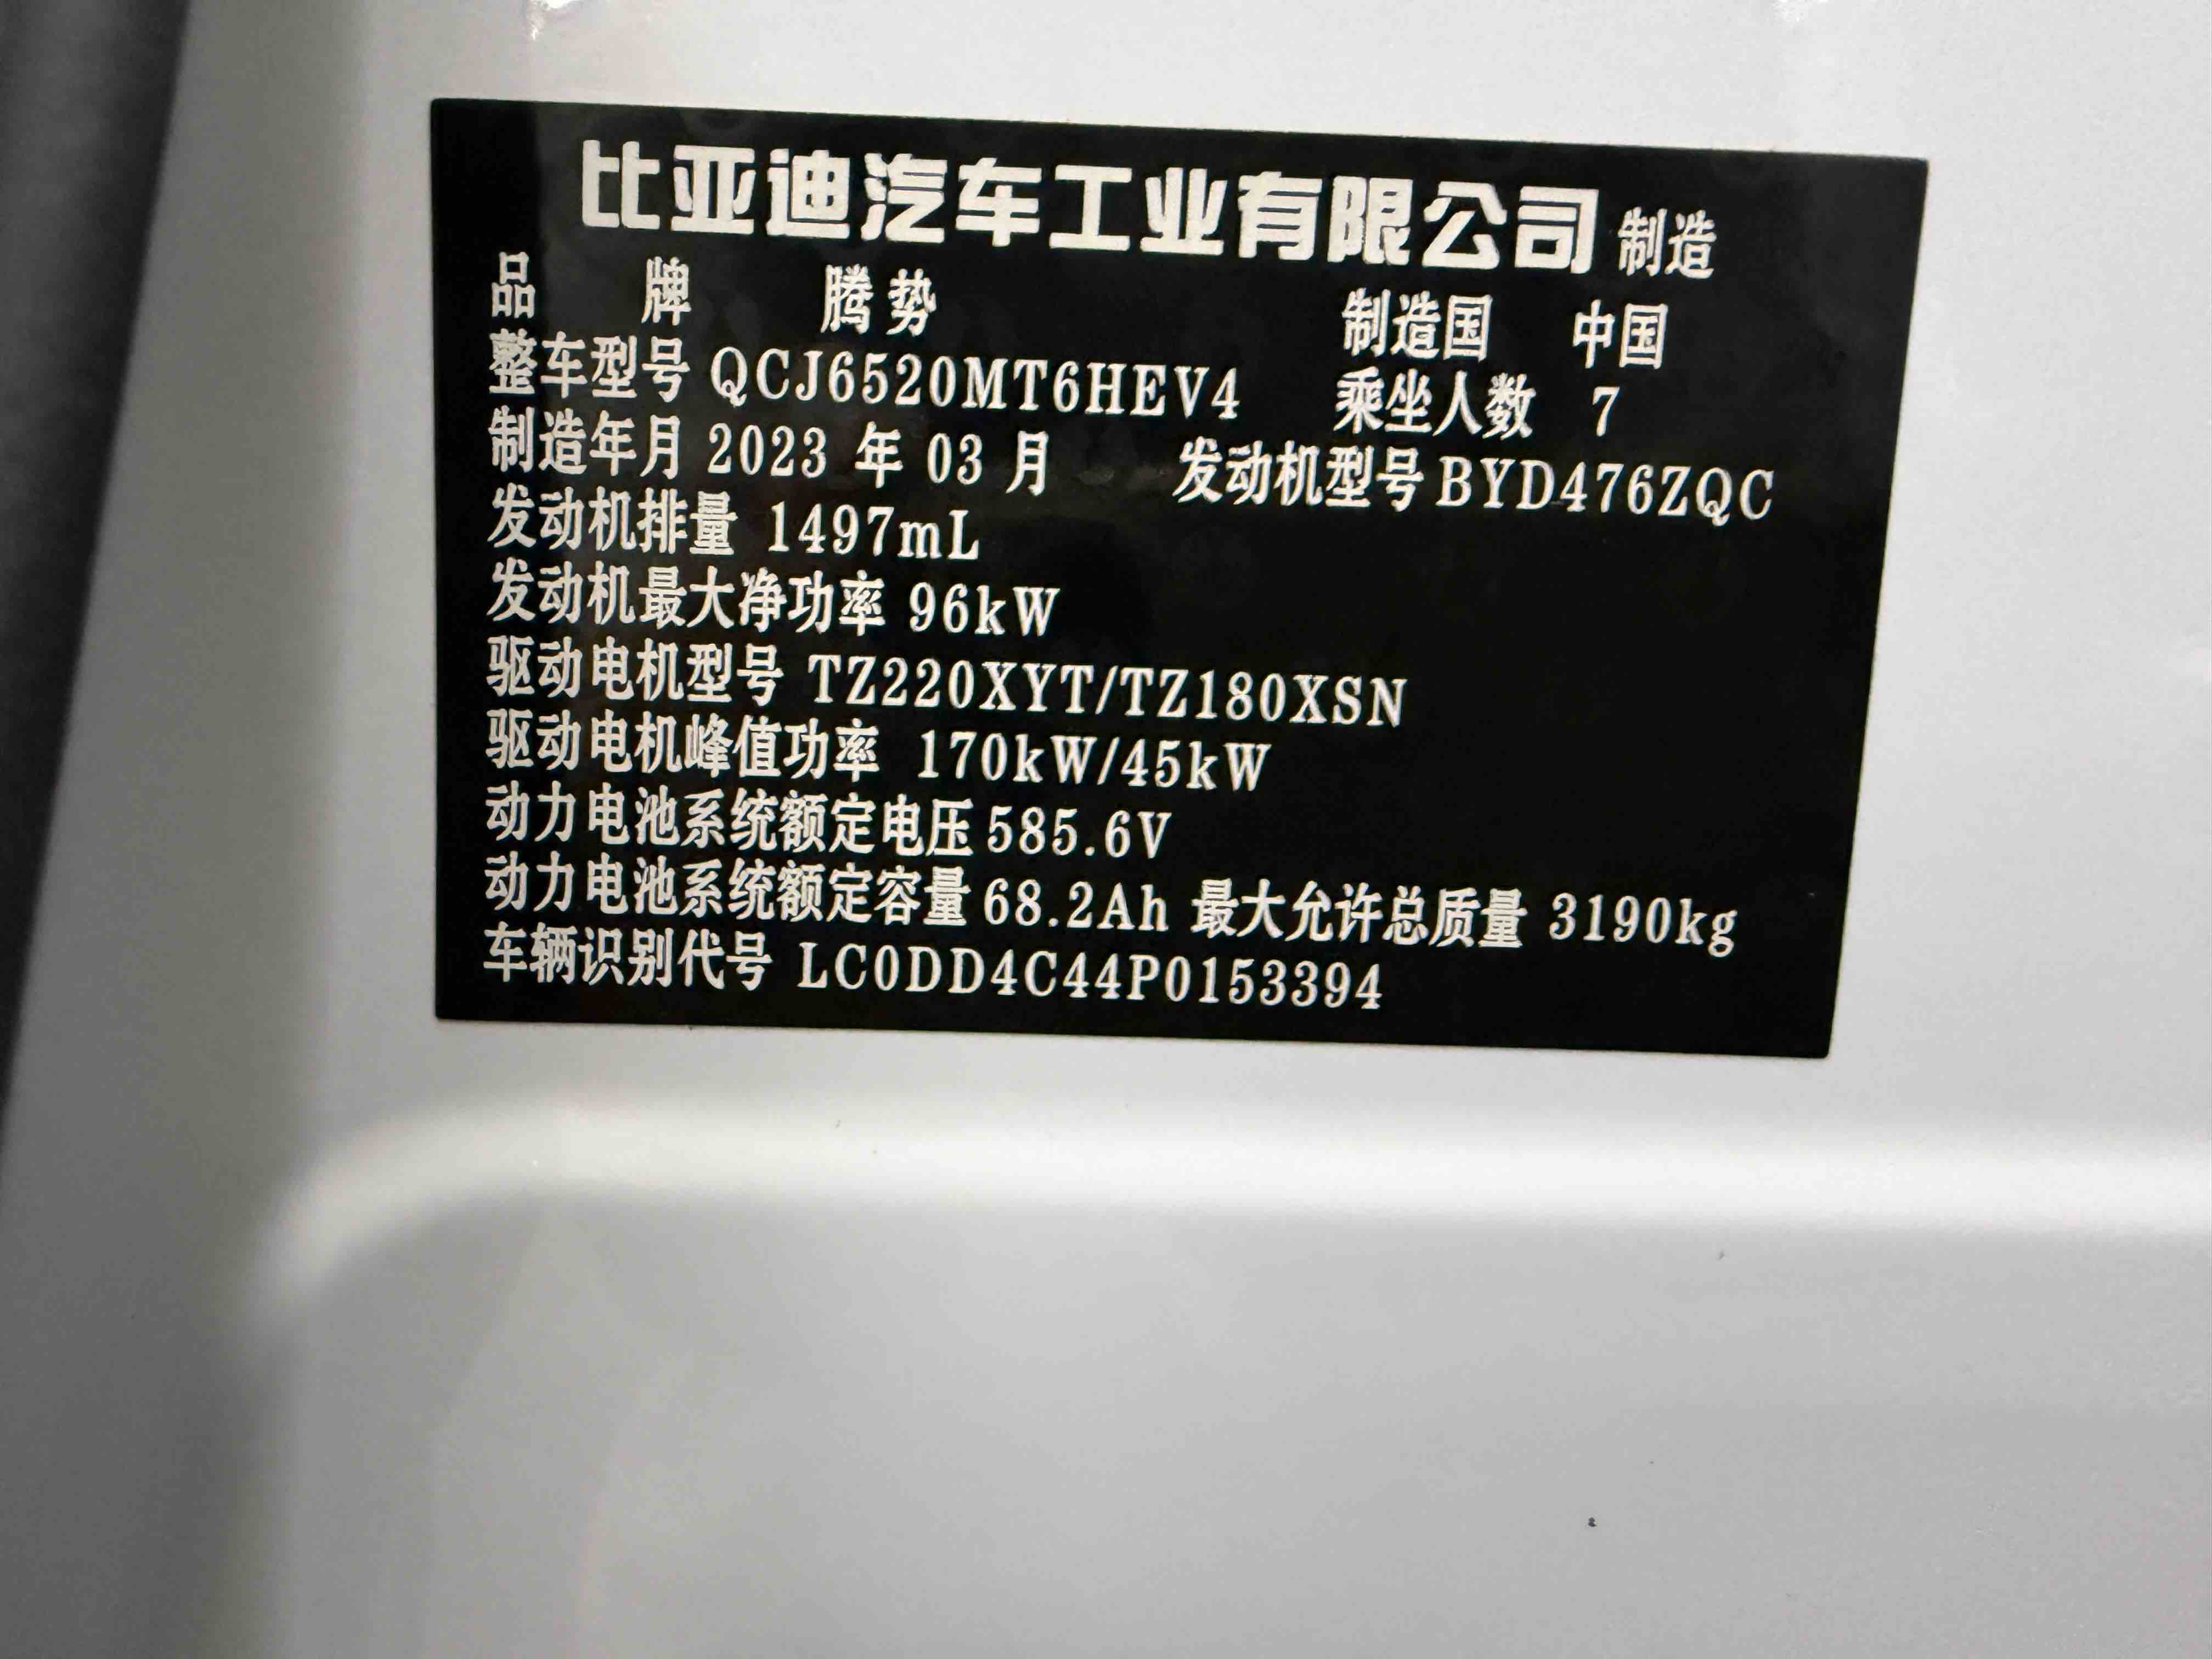 比亚迪汽车工业有限公司 制造
品 牌 腾势 制造国 中国
整车型号 QCJ6520MT6HEV4 乘坐人数 7
制造年月 2023 年 03 月 发动机型号 BYD476ZQC
发动机排量 1497mL
发动机最大净功率 96kW
驱动电机型号 TZ220XYT/TZ180XSN
驱动电机峰值功率 170kW/45kW
动力电池系统额定电压 585.6V
动力电池系统额定容量 68.2Ah 最大允许总质量 3190kg
车辆识别代号 LC0DD4C44P0153394